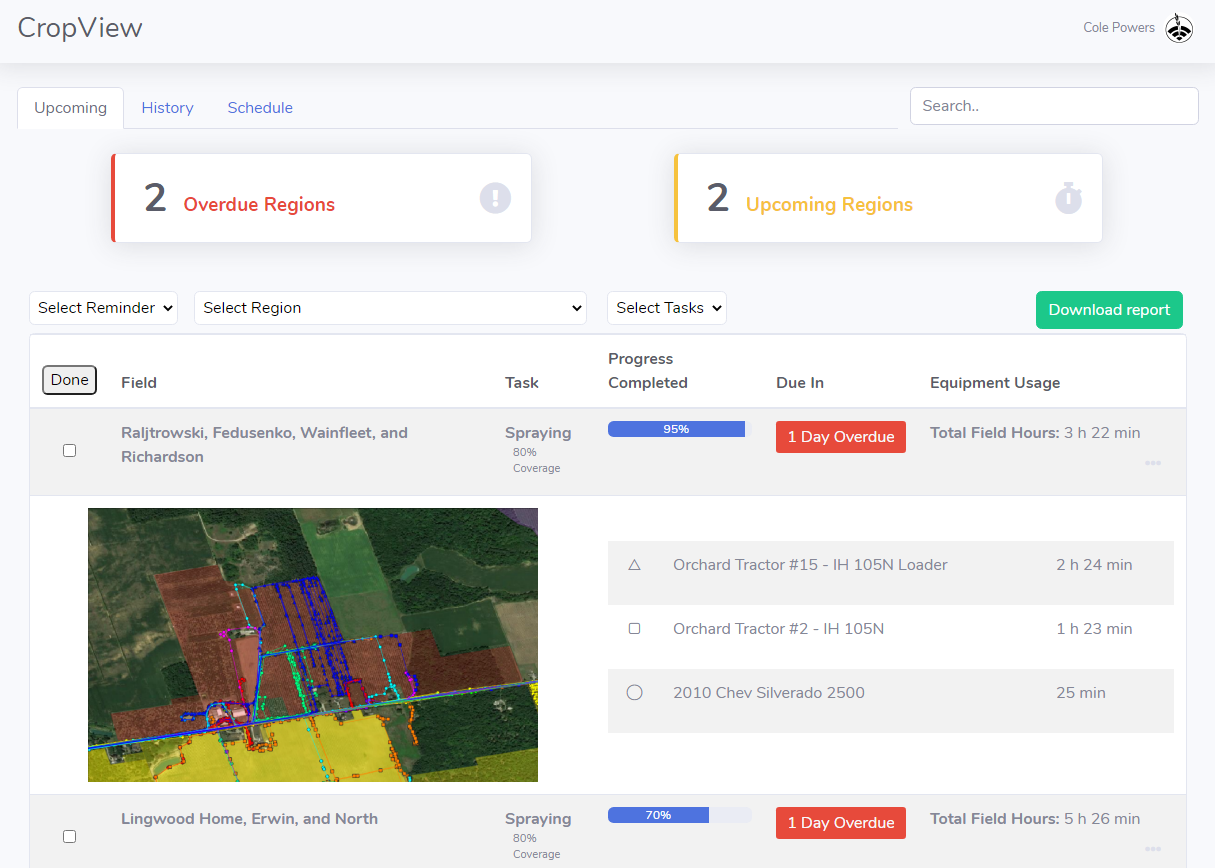 CropView
Cole Powers
Upcoming
History
Schedule
Search..
2 Overdue Regions
2 Upcoming Regions
Select Reminder
Select Region
Select Tasks
Download report
Done
Field
Task
Progress
Completed
Due In
Equipment Usage
Raljtrowski, Fedusenko, Wainfleet, and
Richardson
Spraying
80%
Coverage
95%
1 Day Overdue
Total Field Hours: 3 h 22 min
Orchard Tractor #15 - IH 105N Loader
2 h 24 min
Orchard Tractor #2 - IH 105N
1 h 23 min
2010 Chev Silverado 2500
25 min
Lingwood Home, Erwin, and North
Spraying
80%
Coverage
70%
1 Day Overdue
Total Field Hours: 5 h 26 min